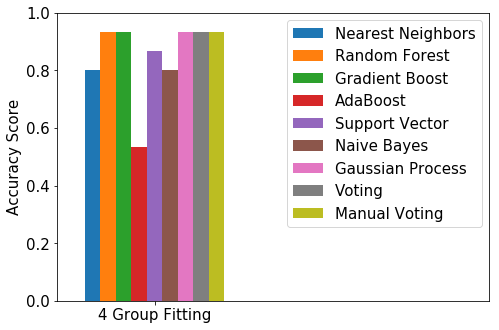 1.0
0.8
0.6
0.4
0.2
0.0
Accuracy Score
4 Group Fitting
Nearest Neighbors
Random Forest
Gradient Boost
AdaBoost
Support Vector
Naive Bayes
Gaussian Process
Voting
Manual Voting